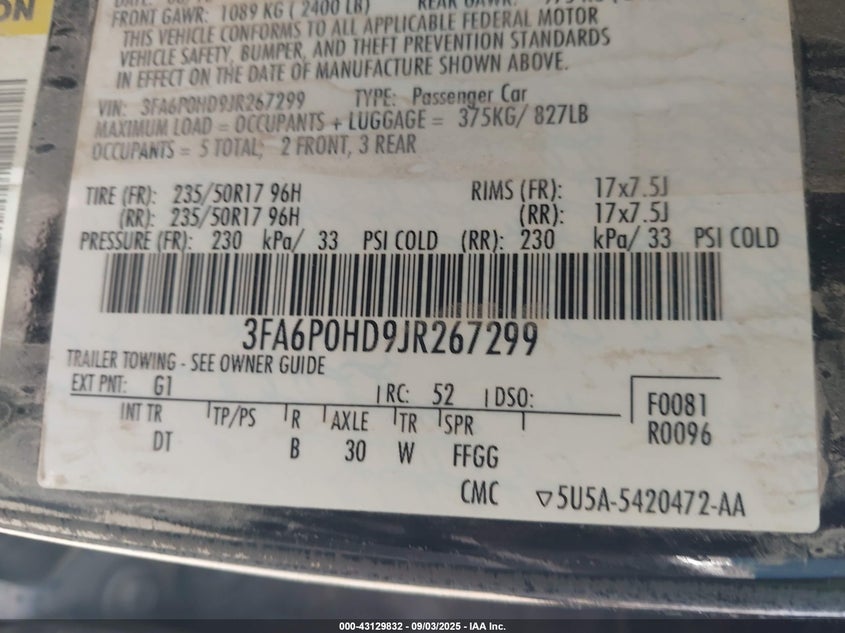 ON
FRONT GAWR: 1089 KG ( 2400 LB)
THIS VEHICLE CONFORMS TO ALL APPLICABLE FEDERAL MOTOR
VEHICLE SAFETY, BUMPER, AND THEFT PREVENTION STANDARDS
IN EFFECT ON THE DATE OF MANUFACTURE SHOWN ABOVE.
VIN: 3FA6P0HD9JR267299 TYPE: Passenger Car
MAXIMUM LOAD = OCCUPANTS + LUGGAGE = 375KG/ 827LB
OCCUPANTS = 5 TOTAL; 2 FRONT, 3 REAR
TIRE (FR): 235/50R17 96H RIMS (FR): 17x7.5J
(RR): 235/50R17 96H (RR): 17x7.5J
PRESSURE (FR): 230 kPa/ 33 PSI COLD (RR): 230 kPa/ 33 PSI COLD
3FA6P0HD9JR267299
TRAILER TOWING - SEE OWNER GUIDE
EXT PNT: G1 RC: 52 DSO:
INT TR TP/PS R AXLE TR SPR
DT B 30 W FFGG
F0081
R0096
CMC ▽5U5A-5420472-AA
000-43129832 - 09/03/2025 - IAA Inc.